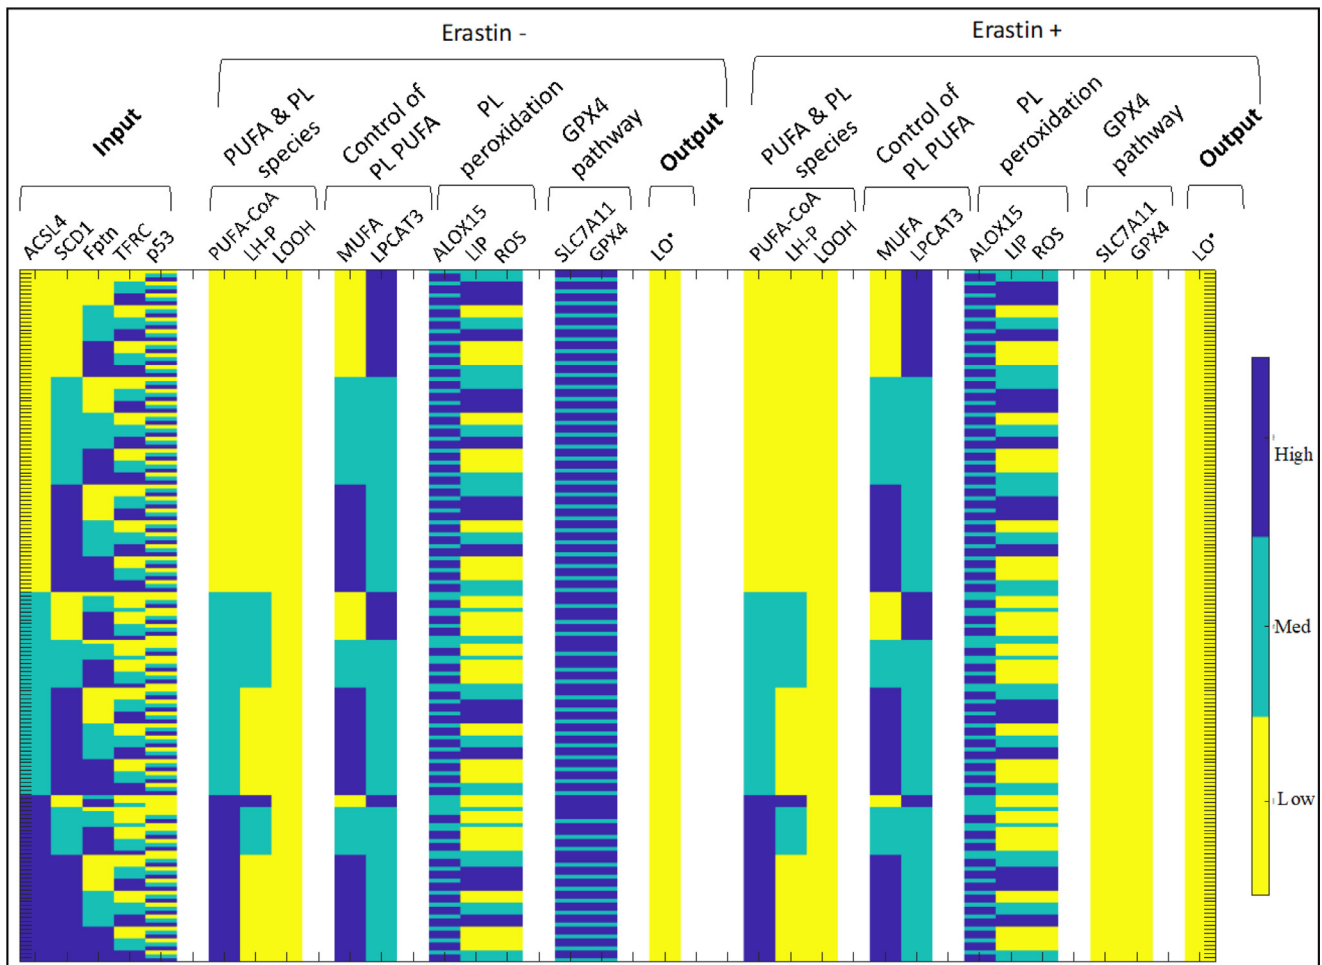 Erastin -
Erastin +
Input
PUFA & PL
species
Control of
PL PUFA
PL
peroxidation
GPX4
pathway
Output
PUFA & PL
species
Control of
PL PUFA
PL
peroxidation
GPX4
pathway
Output
ACSL4
SCD1
Fptn
TFRC
p53
PUFA-CoA
LH-P
LOOH
MUFA
LPCAT3
ALOX15
LIP
ROS
SLC7A11
GPX4
LO•
PUFA-CoA
LH-P
LOOH
MUFA
LPCAT3
ALOX15
LIP
ROS
SLC7A11
GPX4
LO•
High
Med
Low